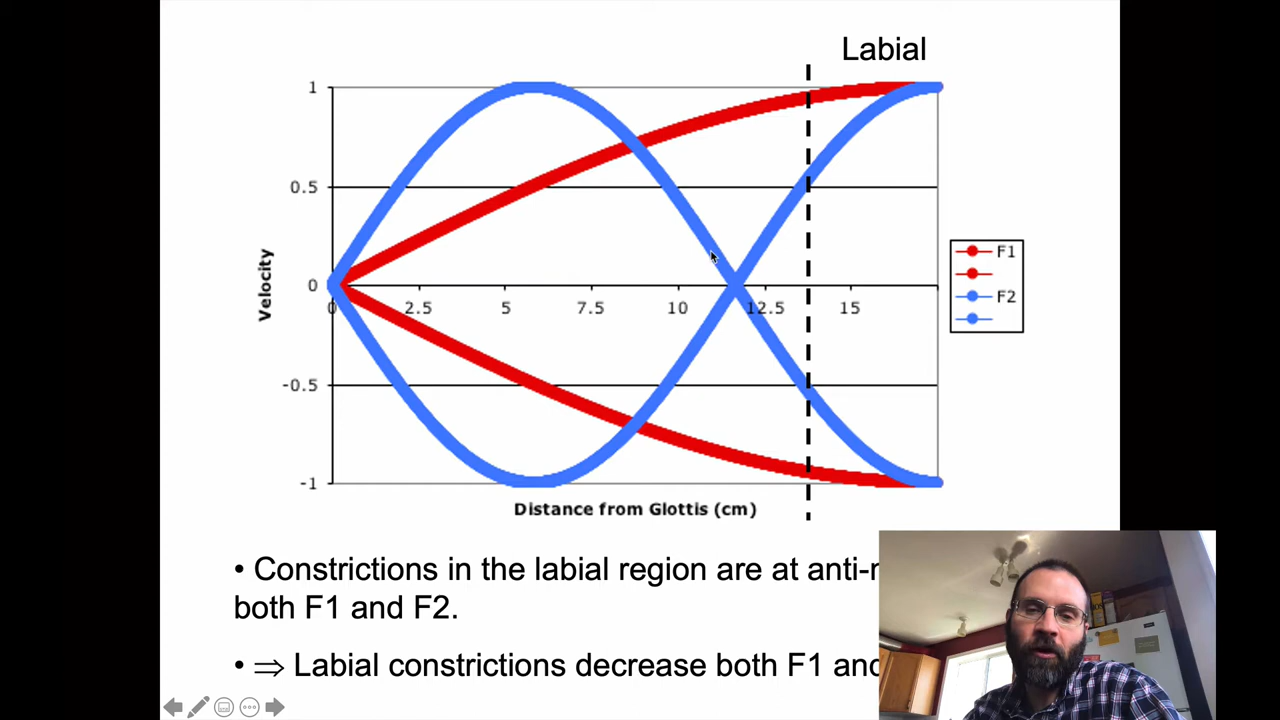 Labial
1
0.5
0
-0.5
-1
Velocity
0 2.5 5 7.5 10 12.5 15
Distance from Glottis (cm)
F1
F2
• Constrictions in the labial region are at
both F1 and F2.
• ⇒ Labial constrictions decrease both F1